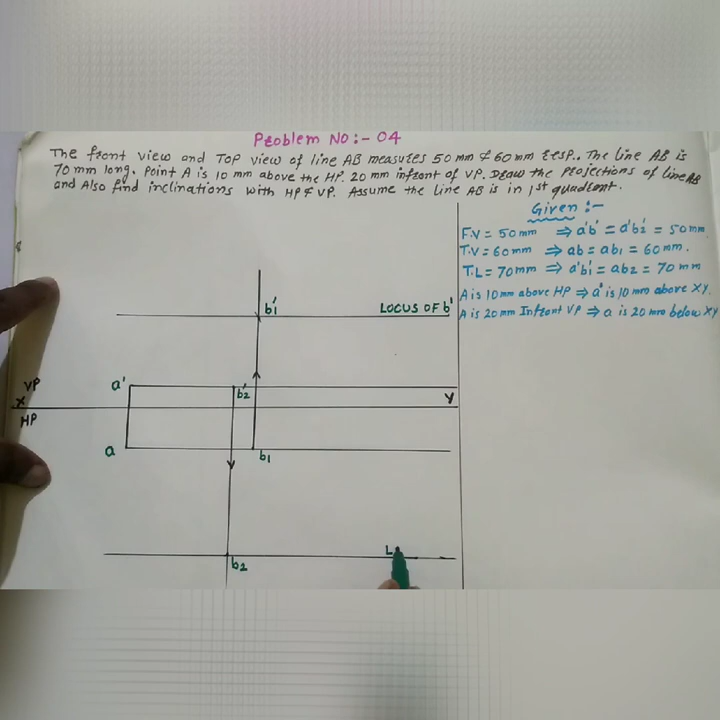 Problem NO:- 04
The front view and Top view of line AB measures 50 mm & 60 mm resp.. The line AB is
70 mm long. Point A is 10 mm above the HP. 20 mm infront of VP. Draw the Projections of line AB
and Also find inclinations with HP & VP. Assume the line AB is in 1st quadrant.
Given :-
F.V = 50 mm ⇒ a'b' = a'b2' = 50 mm.
T.V = 60 mm ⇒ ab = ab1 = 60 mm.
T.L = 70 mm ⇒ a'b1' = ab2 = 70 mm
A is 10 mm above HP ⇒ a' is 10 mm above XY.
A is 20 mm Infront VP ⇒ a is 20 mm below XY
b1'
LOCUS OF b'
a'
b2'
VP
X
Y
HP
a
b1
L
b2